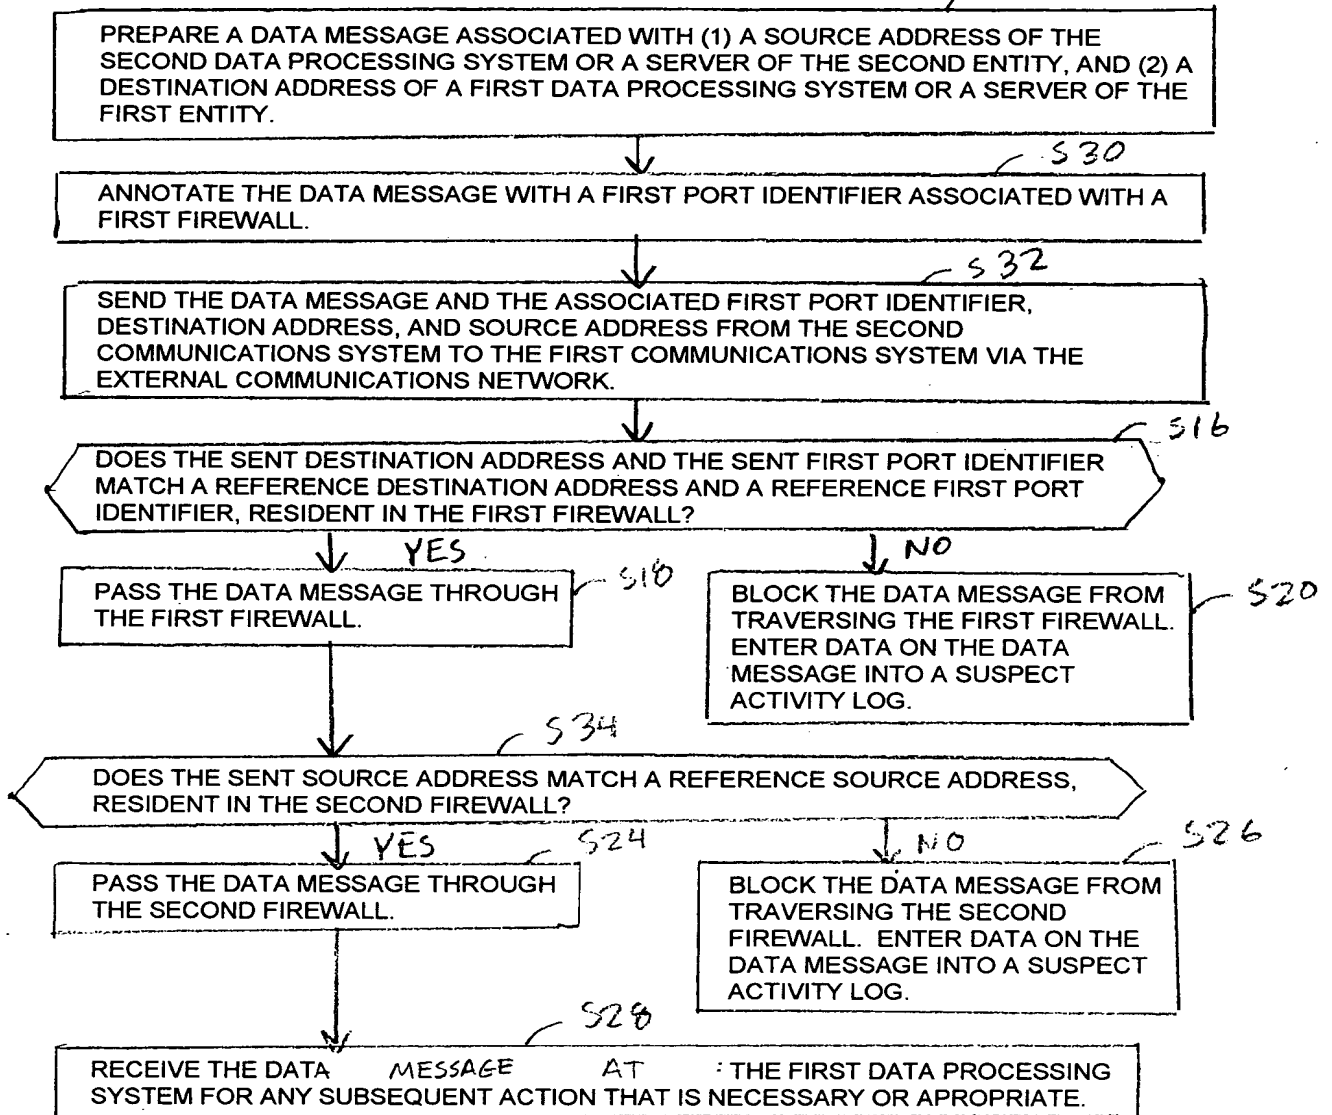 PREPARE A DATA MESSAGE ASSOCIATED WITH (1) A SOURCE ADDRESS OF THE
SECOND DATA PROCESSING SYSTEM OR A SERVER OF THE SECOND ENTITY, AND (2) A
DESTINATION ADDRESS OF A FIRST DATA PROCESSING SYSTEM OR A SERVER OF THE
FIRST ENTITY.
S30
ANNOTATE THE DATA MESSAGE WITH A FIRST PORT IDENTIFIER ASSOCIATED WITH A
FIRST FIREWALL.
S32
SEND THE DATA MESSAGE AND THE ASSOCIATED FIRST PORT IDENTIFIER,
DESTINATION ADDRESS, AND SOURCE ADDRESS FROM THE SECOND
COMMUNICATIONS SYSTEM TO THE FIRST COMMUNICATIONS SYSTEM VIA THE
EXTERNAL COMMUNICATIONS NETWORK.
S16
DOES THE SENT DESTINATION ADDRESS AND THE SENT FIRST PORT IDENTIFIER
MATCH A REFERENCE DESTINATION ADDRESS AND A REFERENCE FIRST PORT
IDENTIFIER, RESIDENT IN THE FIRST FIREWALL?
YES
NO
S18
PASS THE DATA MESSAGE THROUGH
THE FIRST FIREWALL.
S20
BLOCK THE DATA MESSAGE FROM
TRAVERSING THE FIRST FIREWALL.
ENTER DATA ON THE DATA
MESSAGE INTO A SUSPECT
ACTIVITY LOG.
S34
DOES THE SENT SOURCE ADDRESS MATCH A REFERENCE SOURCE ADDRESS,
RESIDENT IN THE SECOND FIREWALL?
YES
S24
NO
S26
PASS THE DATA MESSAGE THROUGH
THE SECOND FIREWALL.
BLOCK THE DATA MESSAGE FROM
TRAVERSING THE SECOND
FIREWALL. ENTER DATA ON THE
DATA MESSAGE INTO A SUSPECT
ACTIVITY LOG.
S28
RECEIVE THE DATA MESSAGE AT THE FIRST DATA PROCESSING
SYSTEM FOR ANY SUBSEQUENT ACTION THAT IS NECESSARY OR APROPRIATE.